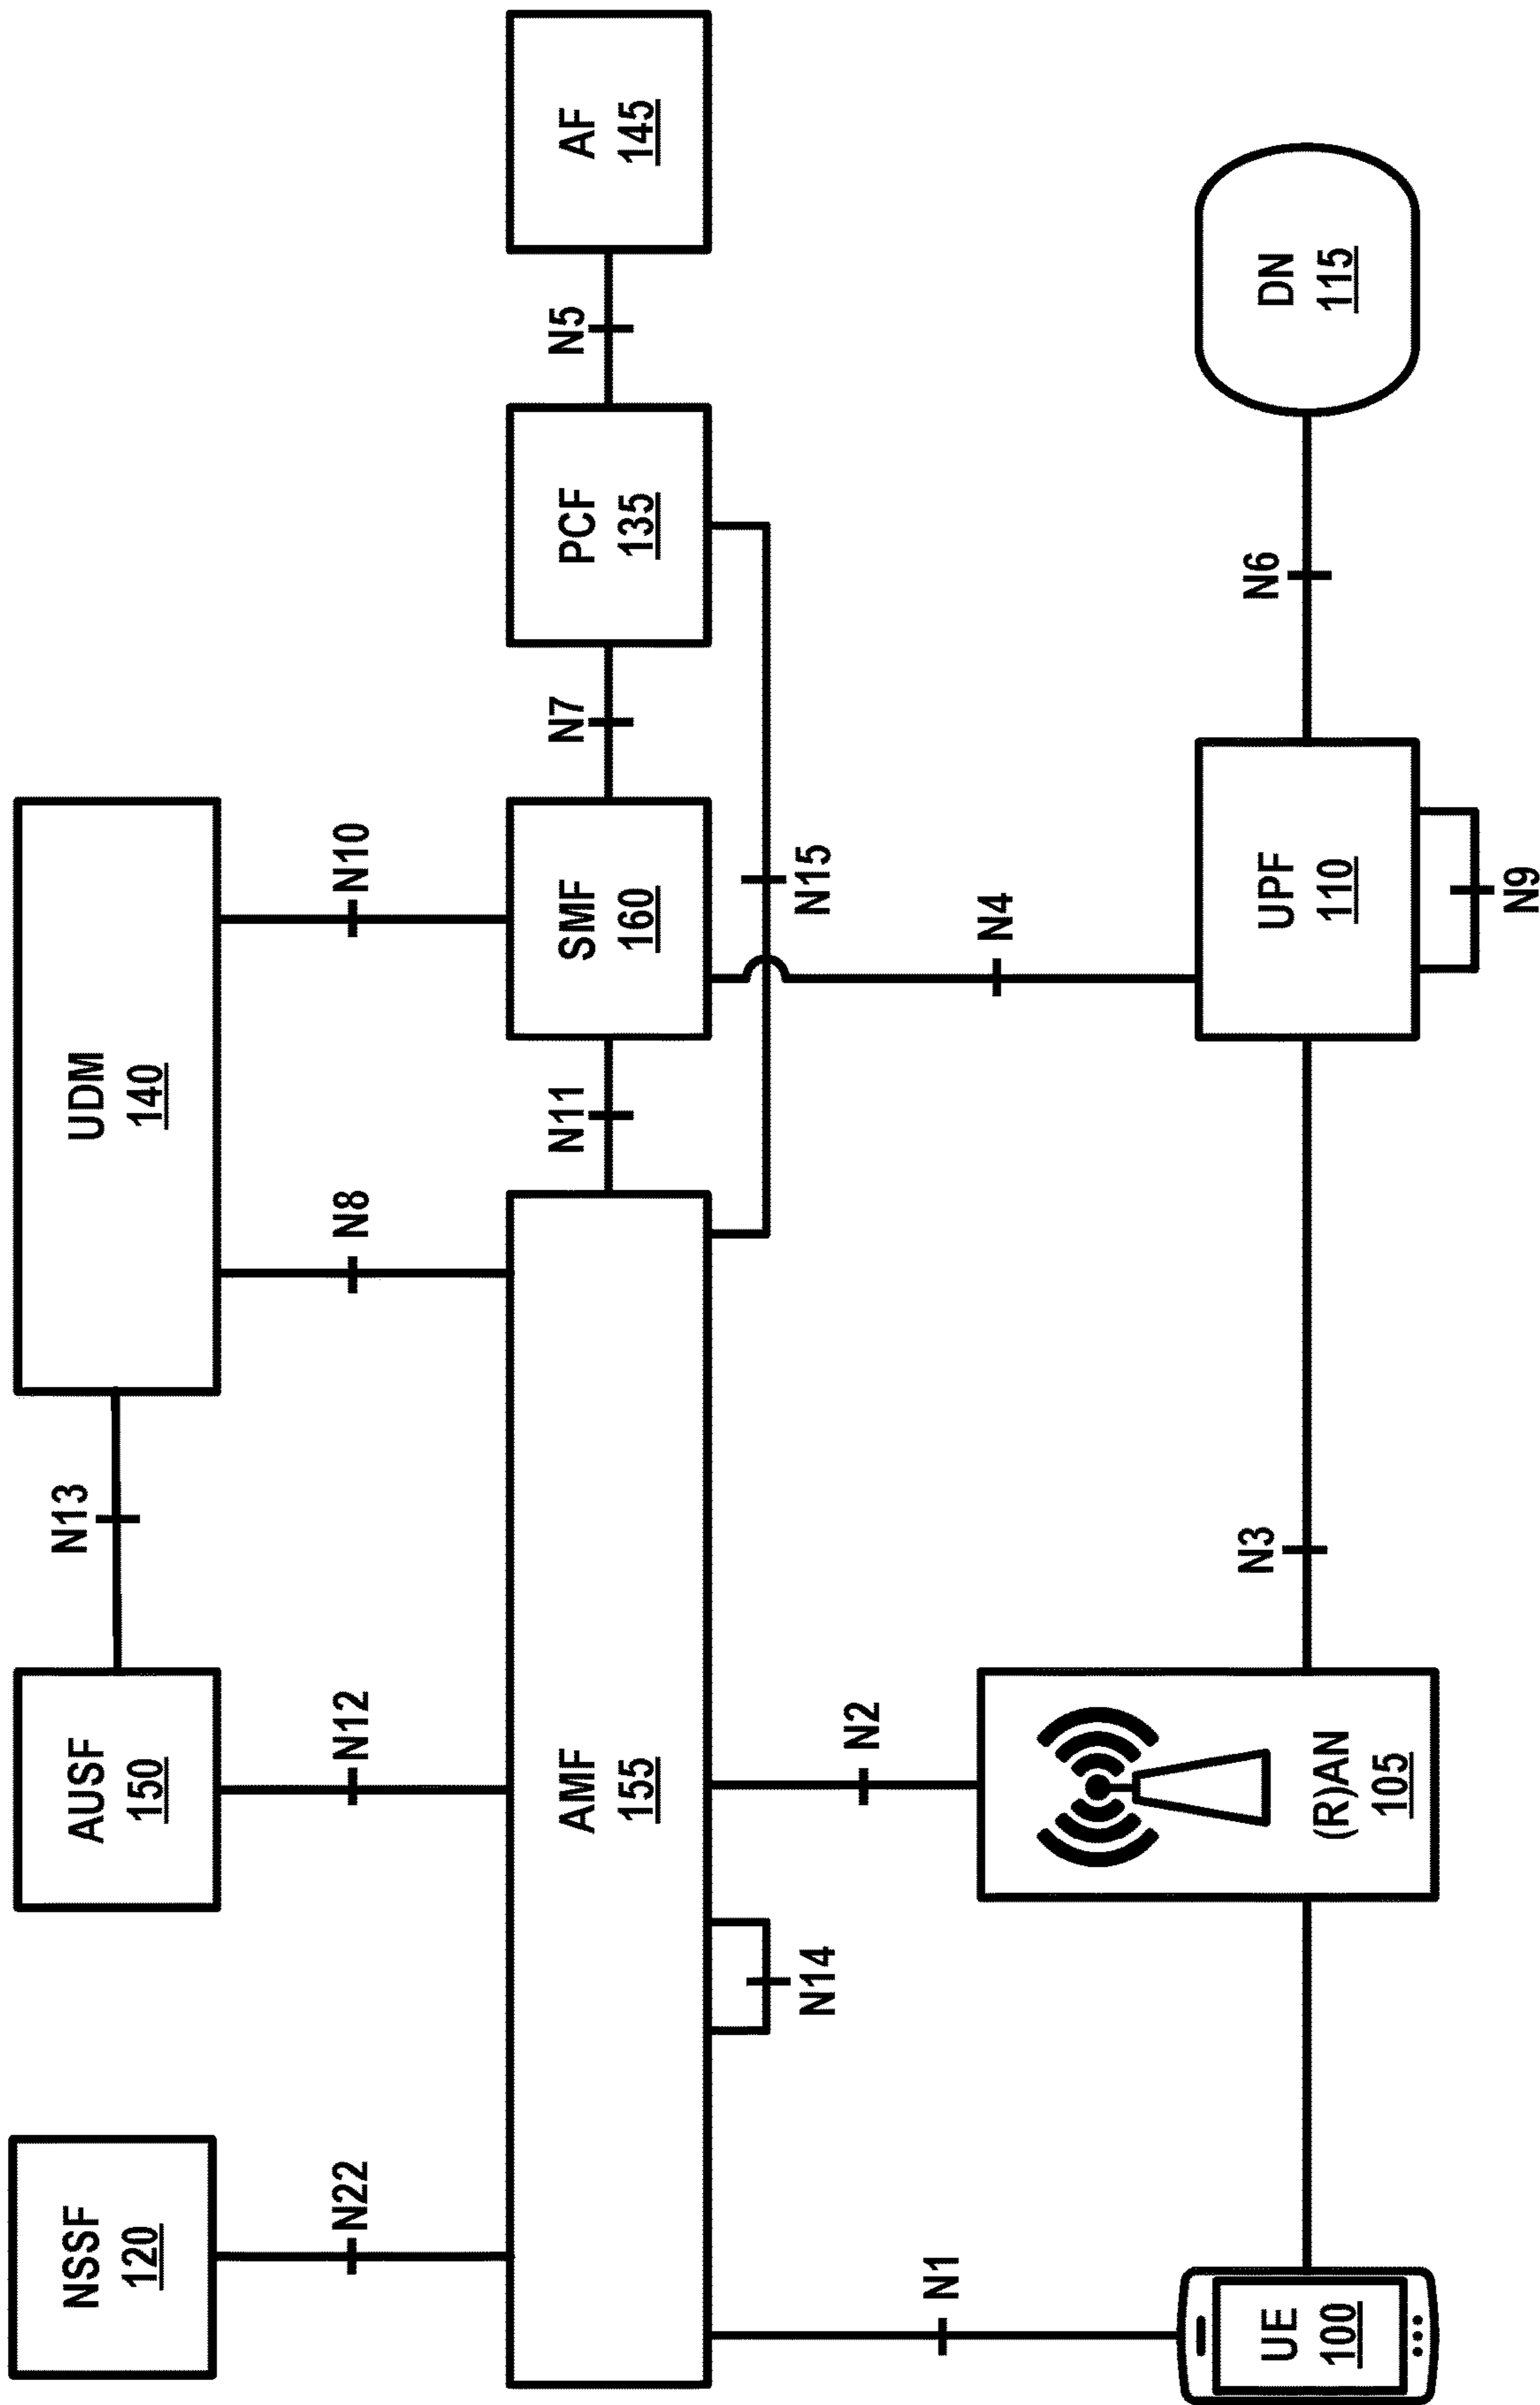 NSSF
120
AUSF
150
N13
UDM
140
N22
N12
N8
N10
AMF
155
N11
SMF
160
N7
PCF
135
N5
AF
145
N14
N15
N1
N2
N4
UE
100
(R)AN
105
N3
UPF
110
N6
DN
115
N9